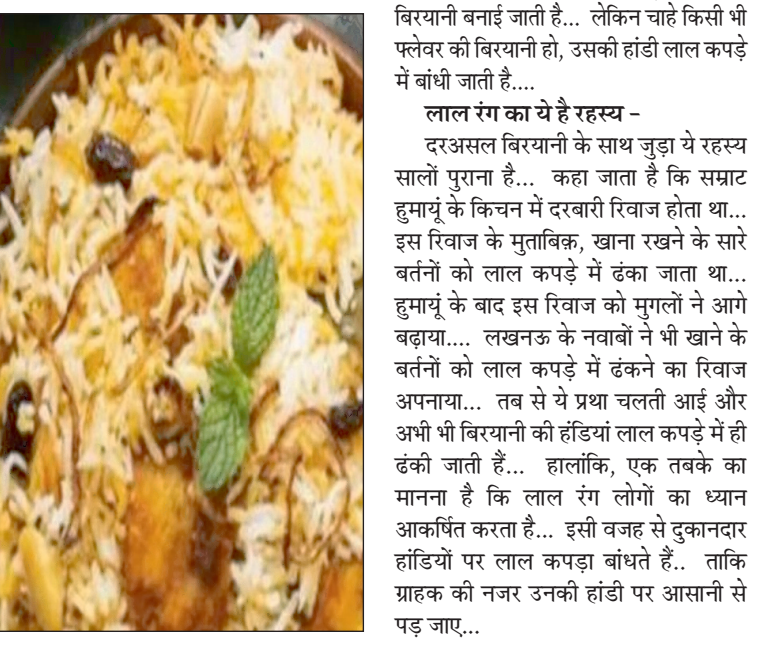 बिरयानी बनाई जाती है... लेकिन चाहे किसी भी
फ्लेवर की बिरयानी हो, उसकी हांडी लाल कपड़े
में बांधी जाती है....
लाल रंग का ये है रहस्य -
दरअसल बिरयानी के साथ जुड़ा ये रहस्य
सालों पुराना है... कहा जाता है कि सम्राट
हुमायूं के किचन में दरबारी रिवाज होता था...
इस रिवाज के मुताबिक़, खाना रखने के सारे
बर्तनों को लाल कपड़े में ढंका जाता था...
हुमायूं के बाद इस रिवाज को मुगलों ने आगे
बढ़ाया.... लखनऊ के नवाबों ने भी खाने के
बर्तनों को लाल कपड़े में ढंकने का रिवाज
अपनाया... तब से ये प्रथा चलती आई और
अभी भी बिरयानी की हंडियां लाल कपड़े में ही
ढंकी जाती हैं... हालांकि, एक तबके का
मानना है कि लाल रंग लोगों का ध्यान
आकर्षित करता है... इसी वजह से दुकानदार
हांडियों पर लाल कपड़ा बांधते हैं.. ताकि
ग्राहक की नजर उनकी हांडी पर आसानी से
पड़ जाए...